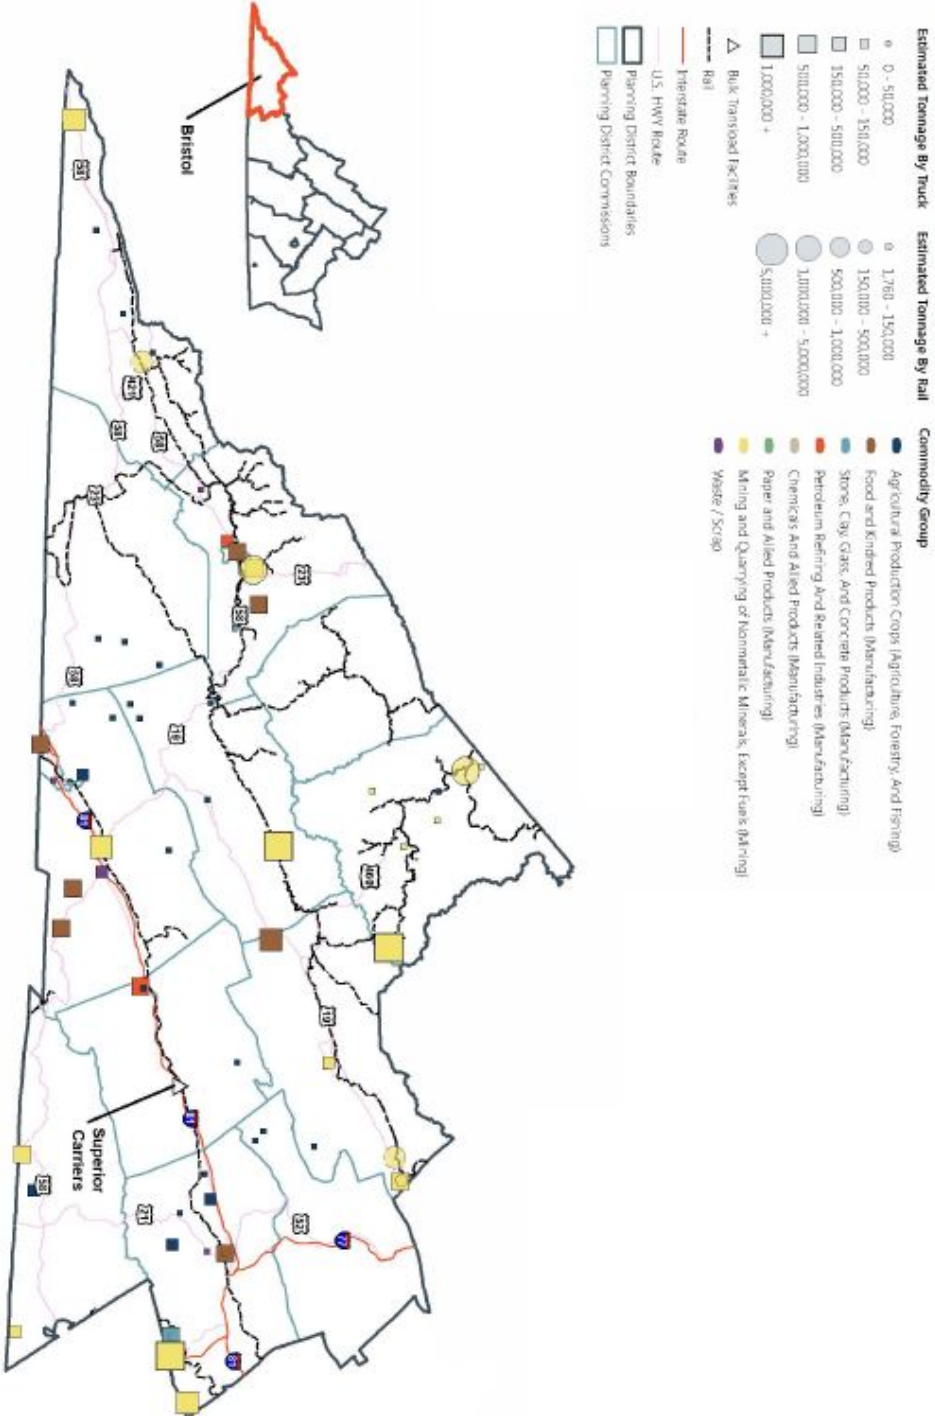 Estimated Tonnage By Truck
0 - 50,000
50,000 - 150,000
150,000 - 500,000
500,000 - 1,000,000
1,000,000 +
Bulk Transload Facilities
Rail
Interstate Route
U.S. HWY Route
Planning District Boundaries
Planning District Commissions
Estimated Tonnage By Rail
1,760 - 150,000
150,000 - 500,000
500,000 - 1,000,000
1,000,000 - 5,000,000
5,000,000 +
Commodity Group
Agricultural Production Crops (Agriculture, Forestry, And Fishing)
Food and Kindred Products (Manufacturing)
Stone, Clay, Glass, And Concrete Products (Manufacturing)
Petroleum Refining And Related Industries (Manufacturing)
Chemicals And Allied Products (Manufacturing)
Paper and Allied Products (Manufacturing)
Mining and Quarrying of Nonmetallic Minerals, Except Fuels (Mining)
Waste / Scrap
Bristol
58
421
58
58
23
23
58
58
19
81
460
19
81
21
52
77
58
81
Superior
Carriers